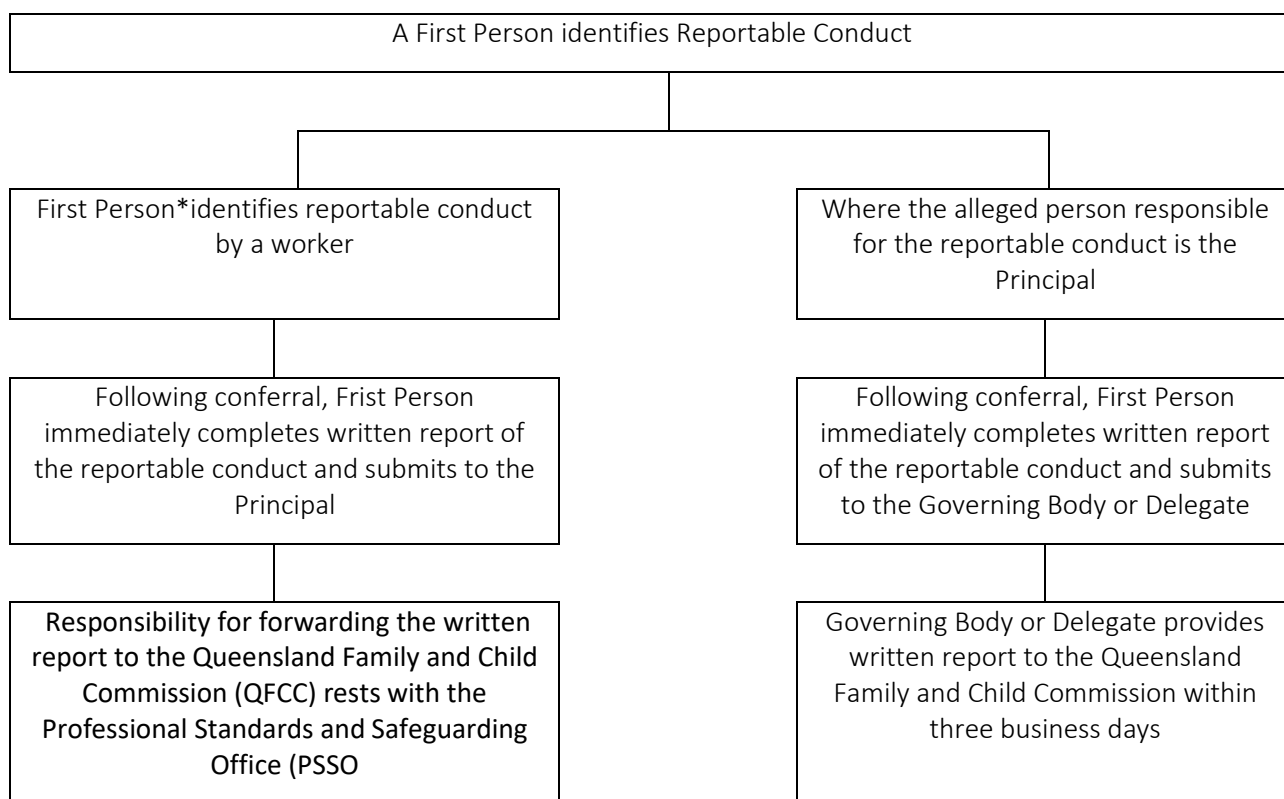 A First Person identifies Reportable Conduct
First Person*identifies reportable conduct
by a worker
Where the alleged person responsible
for the reportable conduct is the
Principal
Following conferral, Frist Person
immediately completes written report of
the reportable conduct and submits to the
Principal
Following conferral, First Person
immediately completes written report
of the reportable conduct and submits
to the Governing Body or Delegate
Responsibility for forwarding the written
report to the Queensland Family and Child
Commission (QFCC) rests with the
Professional Standards and Safeguarding
Office (PSSO
Governing Body or Delegate provides
written report to the Queensland
Family and Child Commission within
three business days